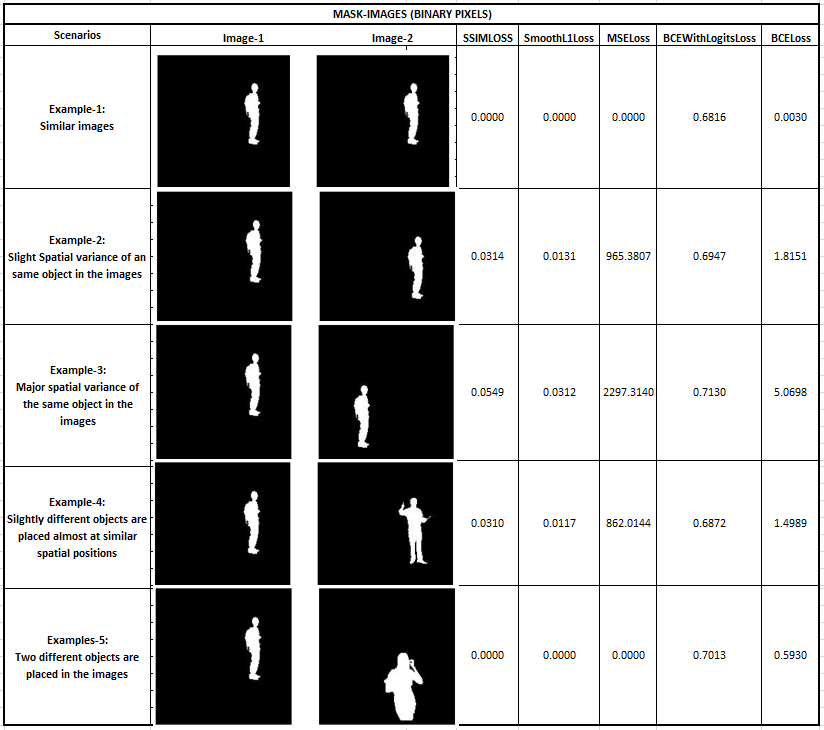 MASK-IMAGES (BINARY PIXELS)
Scenarios Image-1 Image-2 SSIMLOSS SmoothL1Loss MSELoss BCEWithLogitsLoss BCELoss
Example-1:
Similar images
0.0000 0.0000 0.0000 0.6816 0.0030
Example-2:
Slight Spatial variance of an
same object in the images
0.0314 0.0131 965.3807 0.6947 1.8151
Example-3:
Major spatial variance of
the same object in the
images
0.0549 0.0312 2297.3140 0.7130 5.0698
Example-4:
Silghtly different objects are
placed almost at similar
spatial positions
0.0310 0.0117 862.0144 0.6872 1.4989
Examples-5:
Two different objects are
placed in the images
0.0000 0.0000 0.0000 0.7013 0.5930